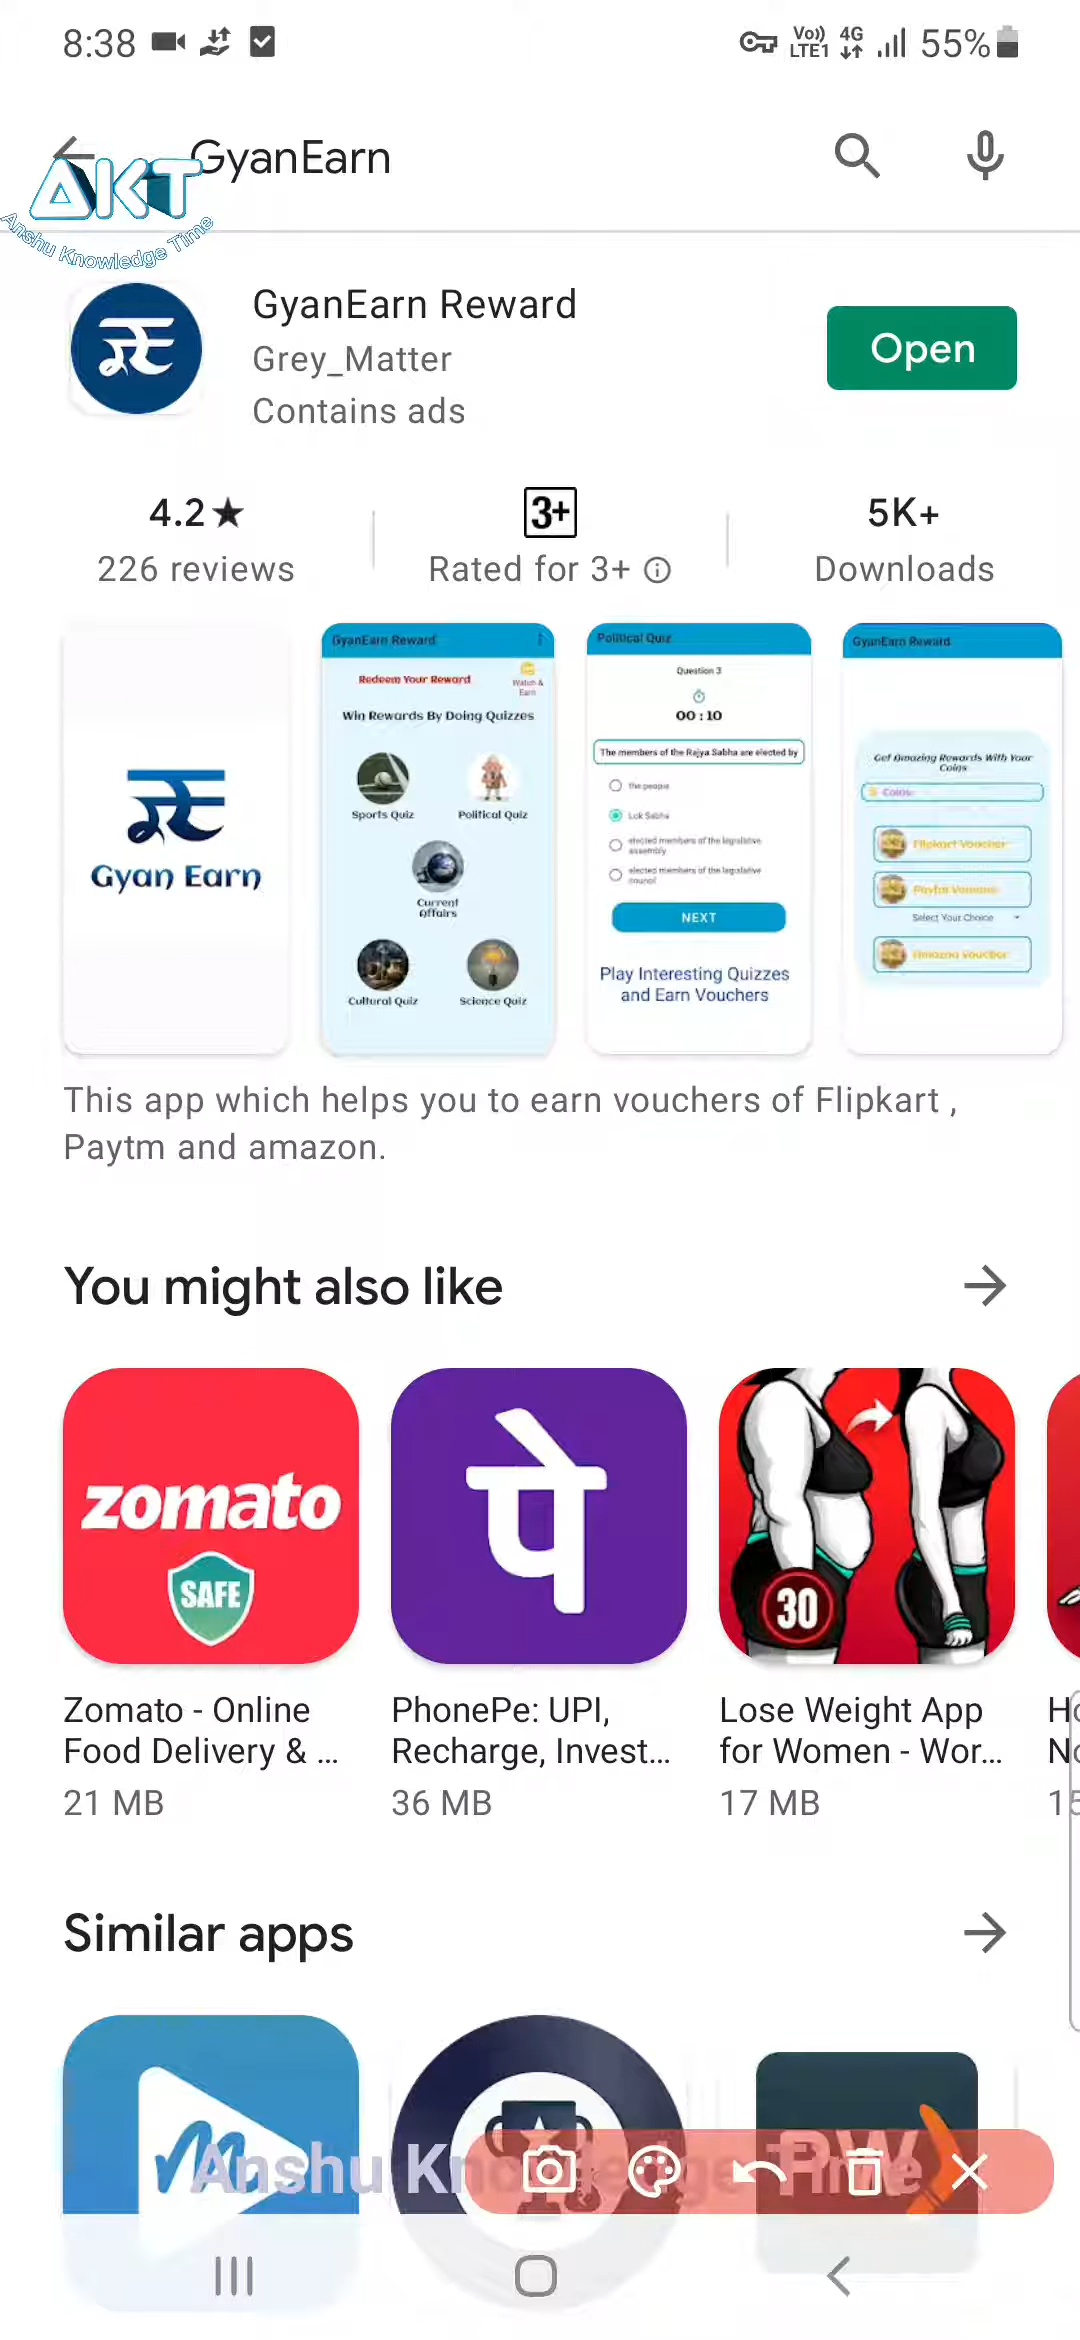 8:38
Vo)) LTE1 4G 55%
GyanEarn
AKT
Anshu Knowledge Time
GyanEarn Reward
Grey_Matter
Contains ads
Open
4.2★
226 reviews
3+
Rated for 3+
5K+
Downloads
Gyan Earn
GyanEarn Reward
Redeem Your Reward
Watch & Earn
Win Rewards By Doing Quizzes
Sports Quiz
Political Quiz
Current Affairs
Cultural Quiz
Science Quiz
Political Quiz
Question 3
00 : 10
The members of the Rajya Sabha are elected by
the people
Lok Sabha
elected members of the legislative
assembly
elected members of the legislative
council
NEXT
Play Interesting Quizzes
and Earn Vouchers
GyanEarn Reward
Get Amazing Rewards With Your
Coins
Coins:
Flipkart Voucher
Paytm Voucher
Select Your Choice
Amazon Voucher
This app which helps you to earn vouchers of Flipkart ,
Paytm and amazon.
You might also like
zomato
SAFE
पे
30
Zomato - Online
Food Delivery & ...
21 MB
PhonePe: UPI,
Recharge, Invest...
36 MB
Lose Weight App
for Women - Wor...
17 MB
Similar apps
Anshu Knowledge Time